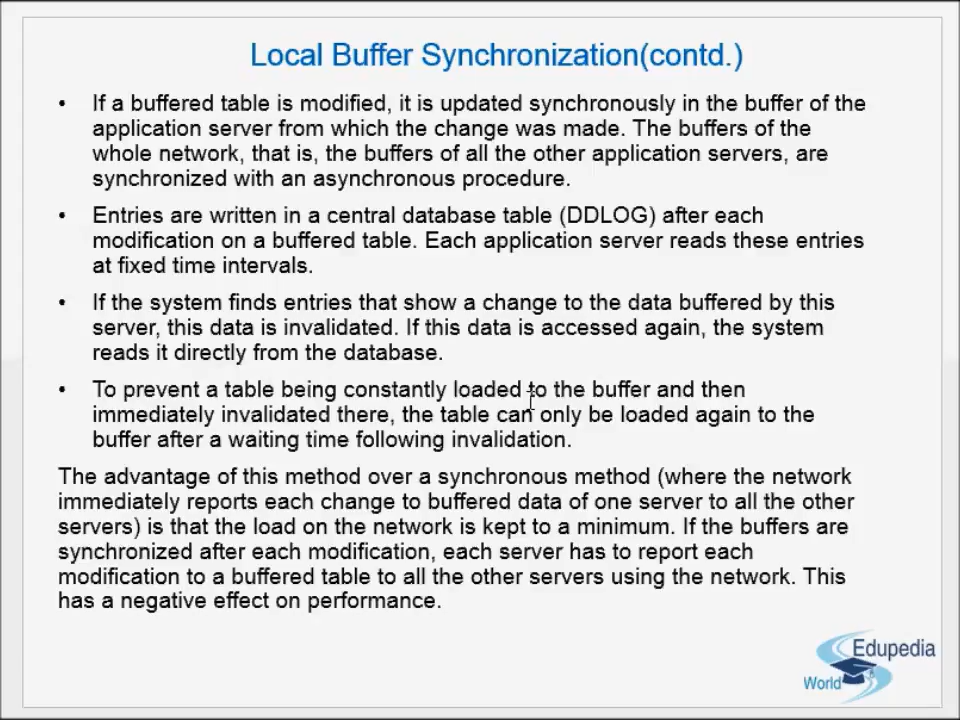 Local Buffer Synchronization(contd.)
• If a buffered table is modified, it is updated synchronously in the buffer of the
application server from which the change was made. The buffers of the
whole network, that is, the buffers of all the other application servers, are
synchronized with an asynchronous procedure.
• Entries are written in a central database table (DDLOG) after each
modification on a buffered table. Each application server reads these entries
at fixed time intervals.
• If the system finds entries that show a change to the data buffered by this
server, this data is invalidated. If this data is accessed again, the system
reads it directly from the database.
• To prevent a table being constantly loaded to the buffer and then
immediately invalidated there, the table can only be loaded again to the
buffer after a waiting time following invalidation.
The advantage of this method over a synchronous method (where the network
immediately reports each change to buffered data of one server to all the other
servers) is that the load on the network is kept to a minimum. If the buffers are
synchronized after each modification, each server has to report each
modification to a buffered table to all the other servers using the network. This
has a negative effect on performance.
Edupedia
World